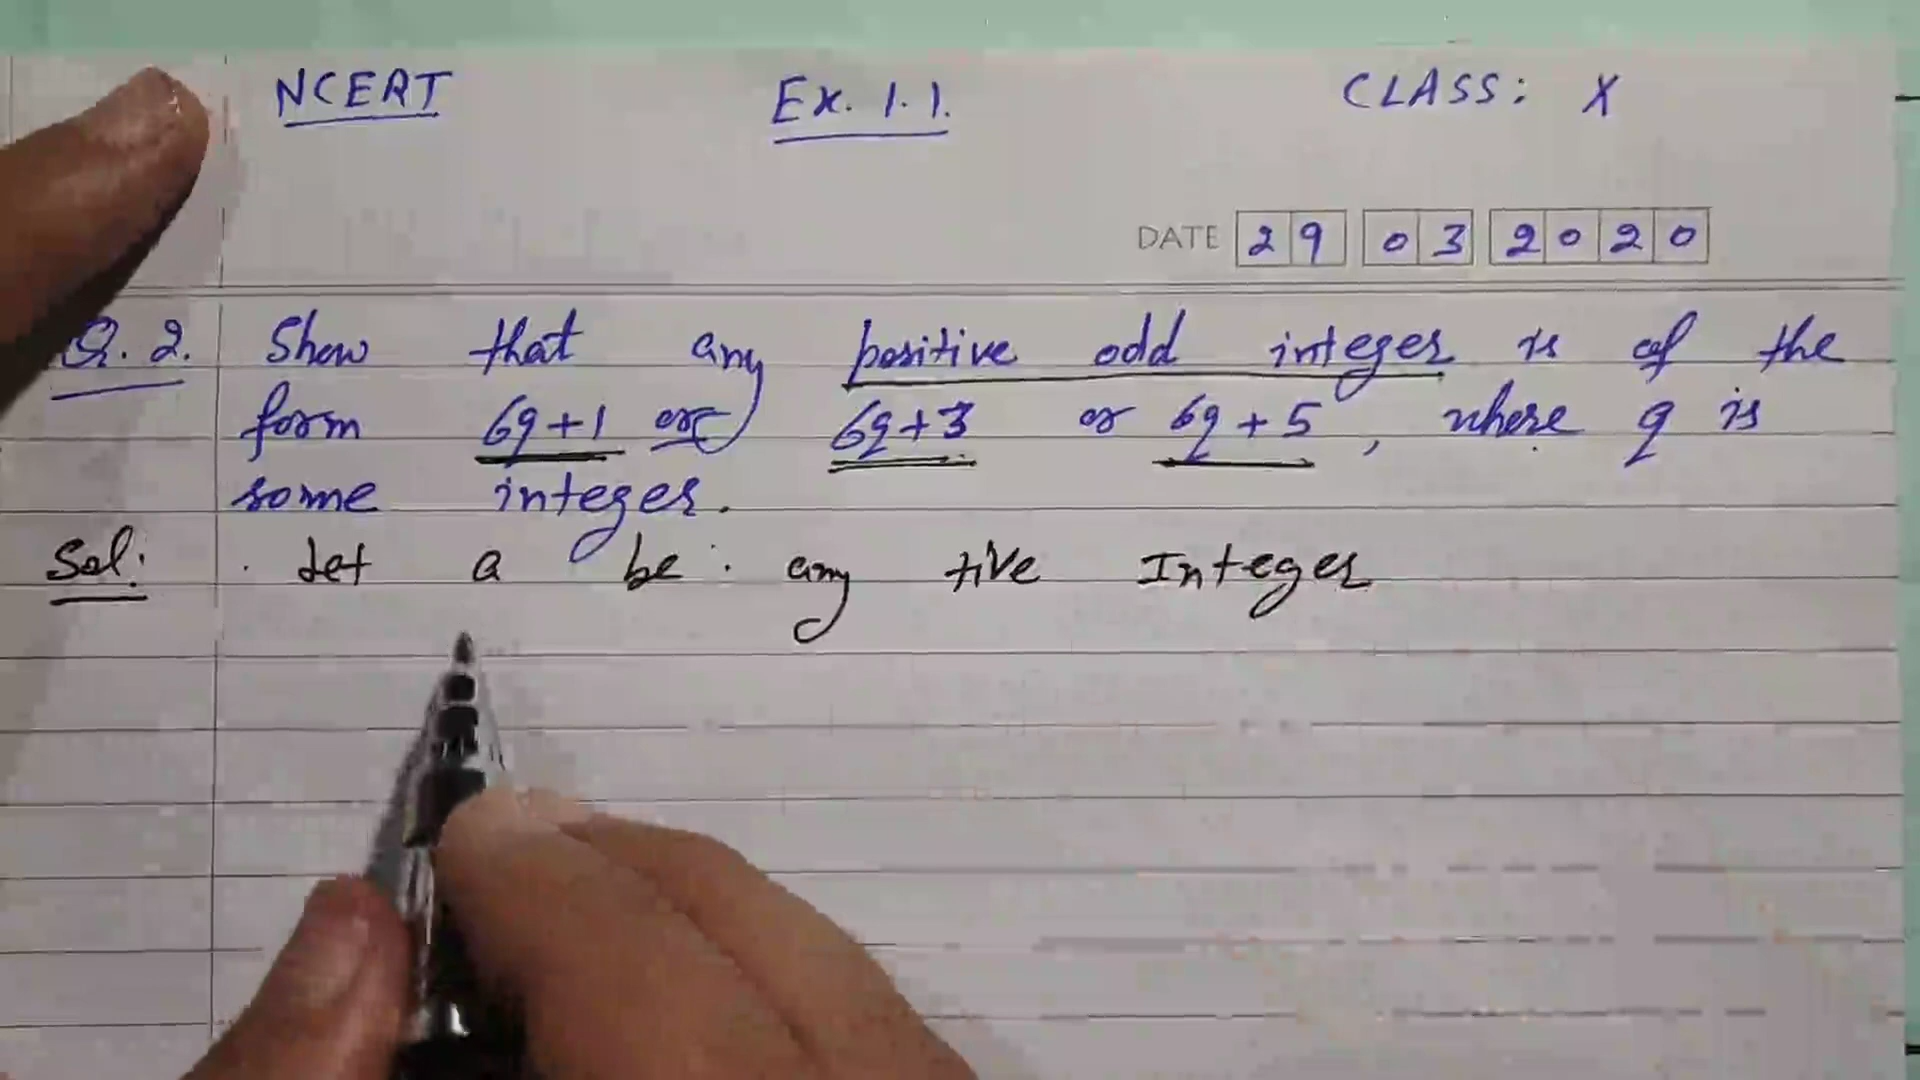 NCERT Ex. 1.1. CLASS: X
DATE 29 03 2020
Q. 2. Show that any positive odd integer is of the
form 6q+1 or 6q+3 or 6q+5, where q is
some integer.
Sol: Let a be any +ive Integer